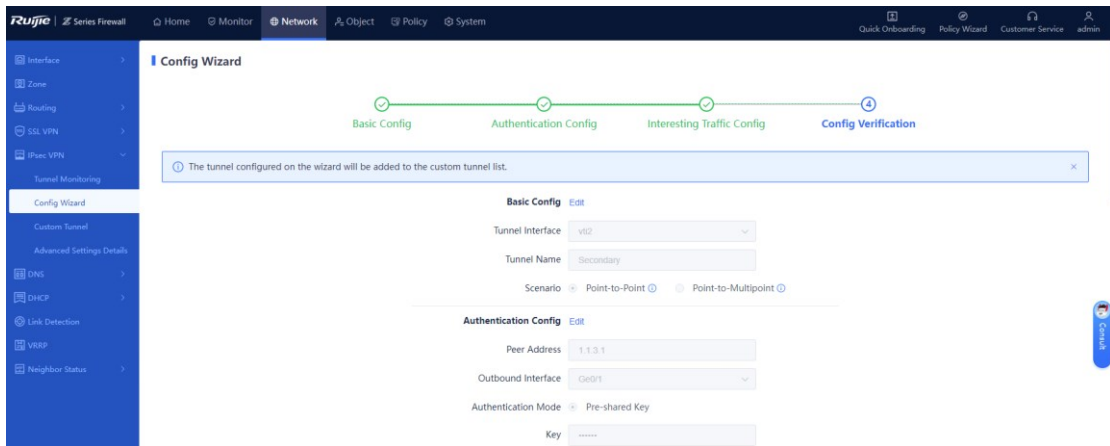 Ruijie | Z Series Firewall
Home Monitor Network Object Policy System
Quick Onboarding Policy Wizard Customer Service admin
Interface
Zone
Routing
SSL VPN
IPsec VPN
Tunnel Monitoring
Config Wizard
Custom Tunnel
Advanced Settings Details
DNS
DHCP
Link Detection
VRRP
Neighbor Status
Config Wizard
4
Basic Config Authentication Config Interesting Traffic Config Config Verification
The tunnel configured on the wizard will be added to the custom tunnel list.
Basic Config Edit
Tunnel Interface vti2
Tunnel Name Secondary
Scenario Point-to-Point Point-to-Multipoint
Authentication Config Edit
Peer Address 1.1.3.1
Outbound Interface Ge0/1
Authentication Mode Pre-shared Key
Key ······
Consult